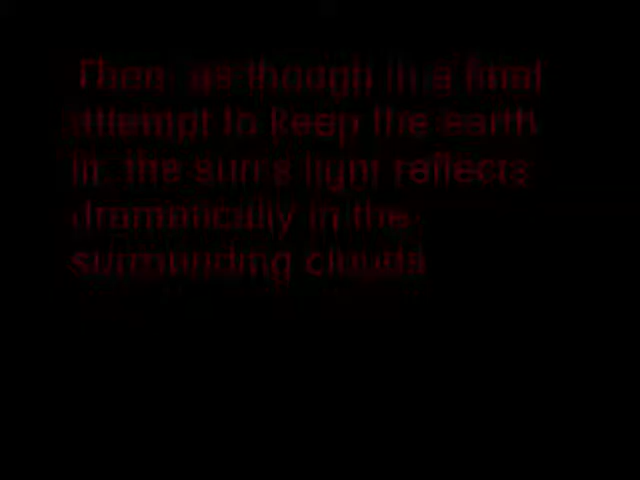 Then, as though in a final
attempt to keep the earth
lit, the sun's light reflects
dramatically in the
surrounding clouds